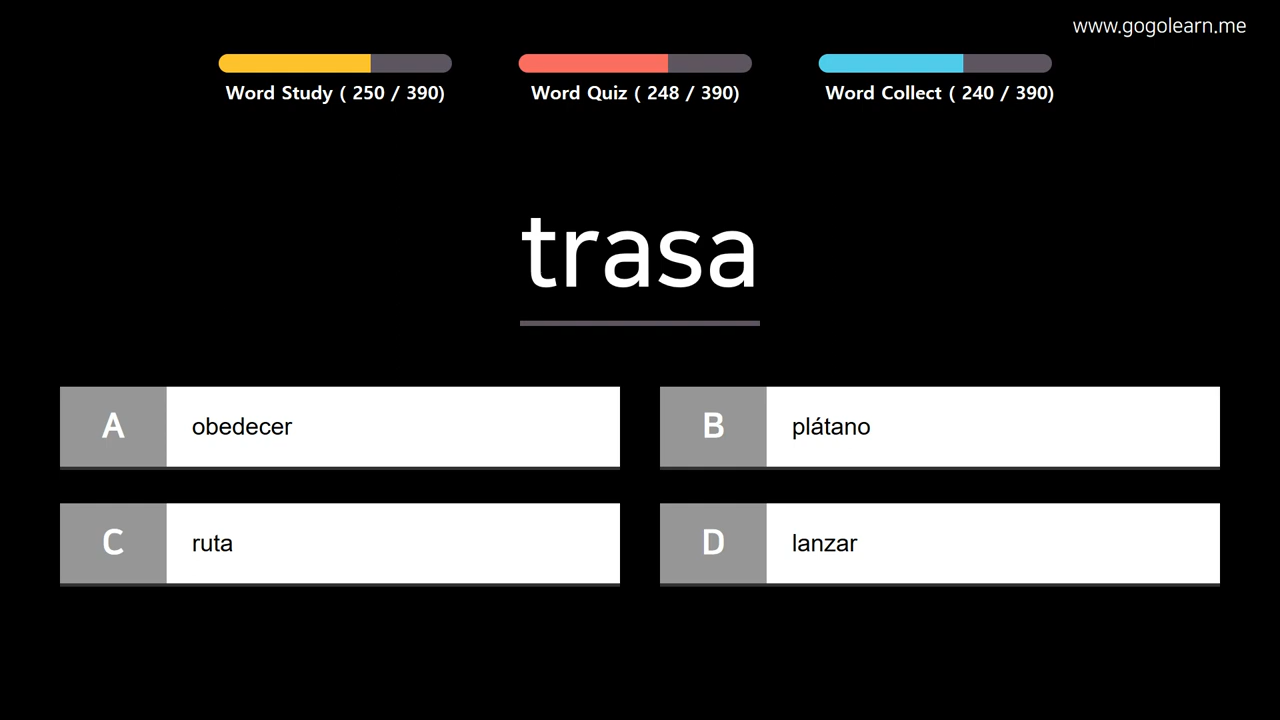 www.gogolearn.me
Word Study ( 250 / 390)
Word Quiz ( 248 / 390)
Word Collect ( 240 / 390)
trasa
A obedecer
B plátano
C ruta
D lanzar